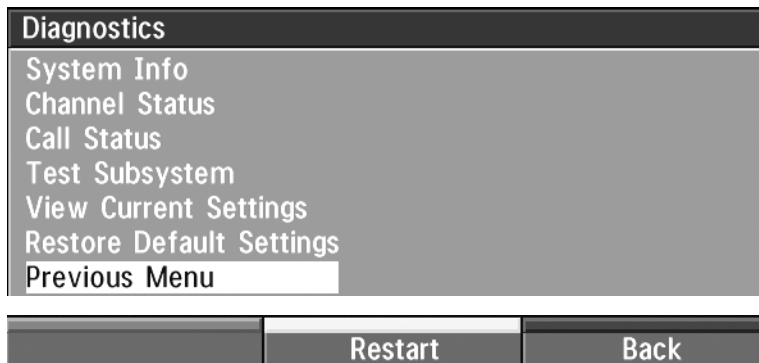 Diagnostics
System Info
Channel Status
Call Status
Test Subsystem
View Current Settings
Restore Default Settings
Previous Menu
Restart Back